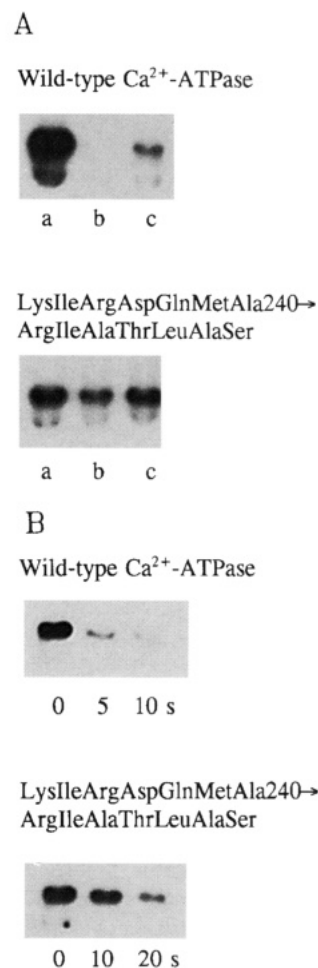 A
Wild-type Ca²⁺-ATPase
a b c
LysIleArgAspGlnMetAla240→
ArgIleAlaThrLeuAlaSer
a b c
B
Wild-type Ca²⁺-ATPase
0 5 10 s
LysIleArgAspGlnMetAla240→
ArgIleAlaThrLeuAlaSer
0 10 20 s